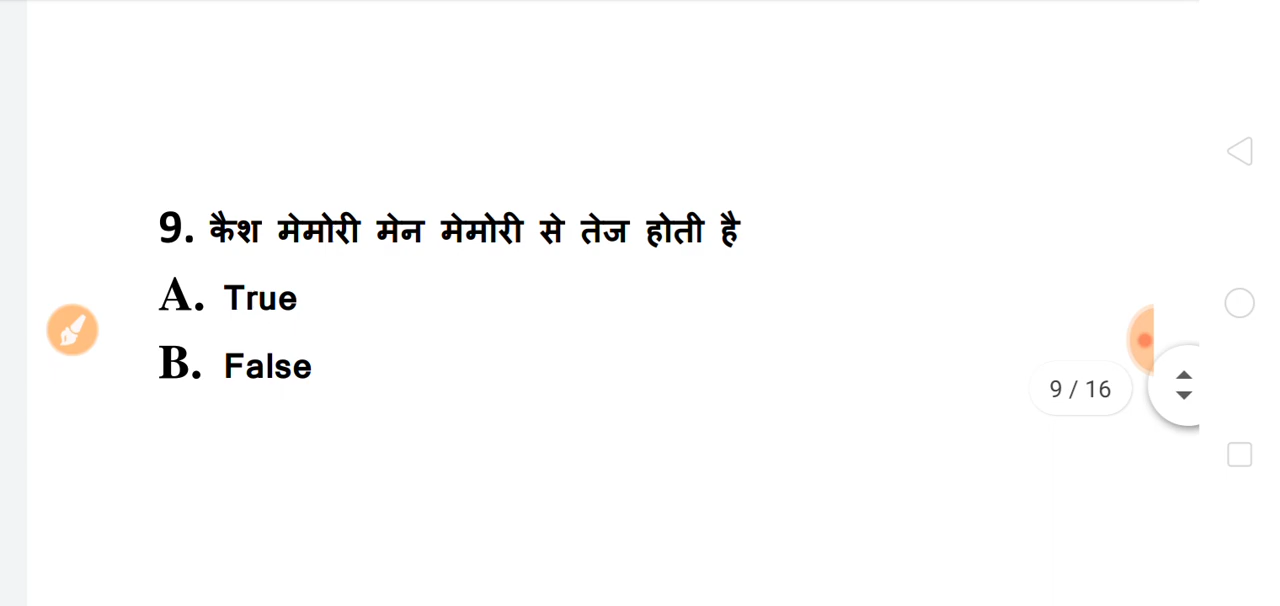 9. कैश मेमोरी मेन मेमोरी से तेज होती है
A. True
B. False
9 / 16